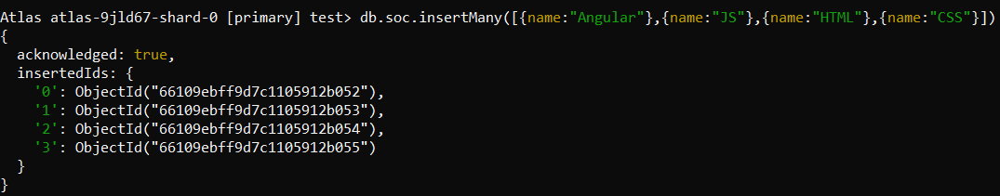 Atlas atlas-9jld67-shard-0 [primary] test> db.soc.insertMany([{name:"Angular"},{name:"JS"},{name:"HTML"},{name:"CSS"}])
{
  acknowledged: true,
  insertedIds: {
    '0': ObjectId("66109ebff9d7c1105912b052"),
    '1': ObjectId("66109ebff9d7c1105912b053"),
    '2': ObjectId("66109ebff9d7c1105912b054"),
    '3': ObjectId("66109ebff9d7c1105912b055")
  }
}